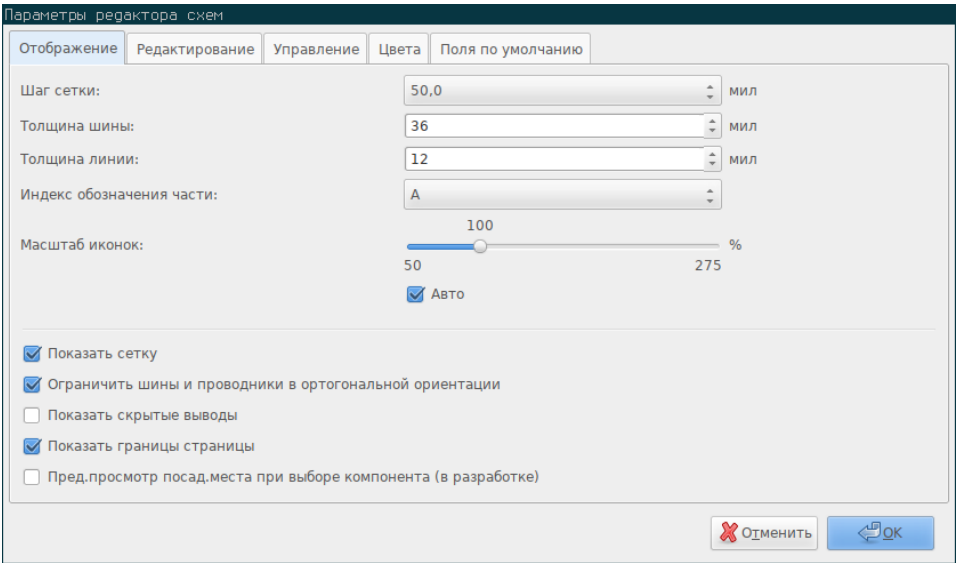 Параметры редактора схем
Отображение Редактирование Управление Цвета Поля по умолчанию
Шаг сетки: 50,0 мил
Толщина шины: 36 мил
Толщина линии: 12 мил
Индекс обозначения части: A
100
Масштаб иконок: %
50 275
Авто
Показать сетку
Ограничить шины и проводники в ортогональной ориентации
Показать скрытые выводы
Показать границы страницы
Пред.просмотр посад.места при выборе компонента (в разработке)
Отменить OK